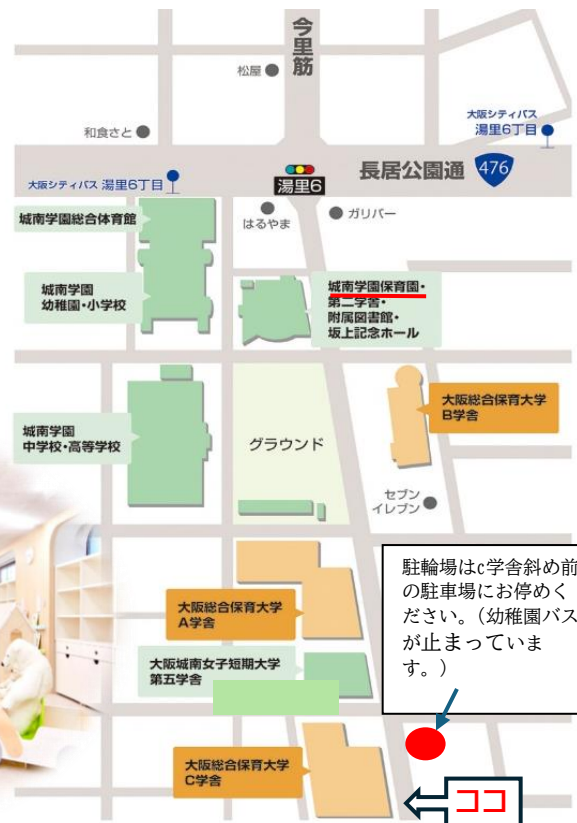 今里筋
松屋
大阪シティバス
湯里6丁目
和食さと
長居公園通 476
大阪シティバス 湯里6丁目
湯里6
はるやま
ガリバー
城南学園総合体育館
城南学園
幼稚園・小学校
城南学園保育園・
第二学舎・
附属図書館・
坂上記念ホール
大阪総合保育大学
B学舎
城南学園
中学校・高等学校
グラウンド
セブン
イレブン
駐輪場はc学舎斜め前
の駐車場にお停めく
ださい。（幼稚園バス
が止まっていま
す。）
大阪総合保育大学
A学舎
大阪城南女子短期大学
第五学舎
大阪総合保育大学
C学舎
ココ